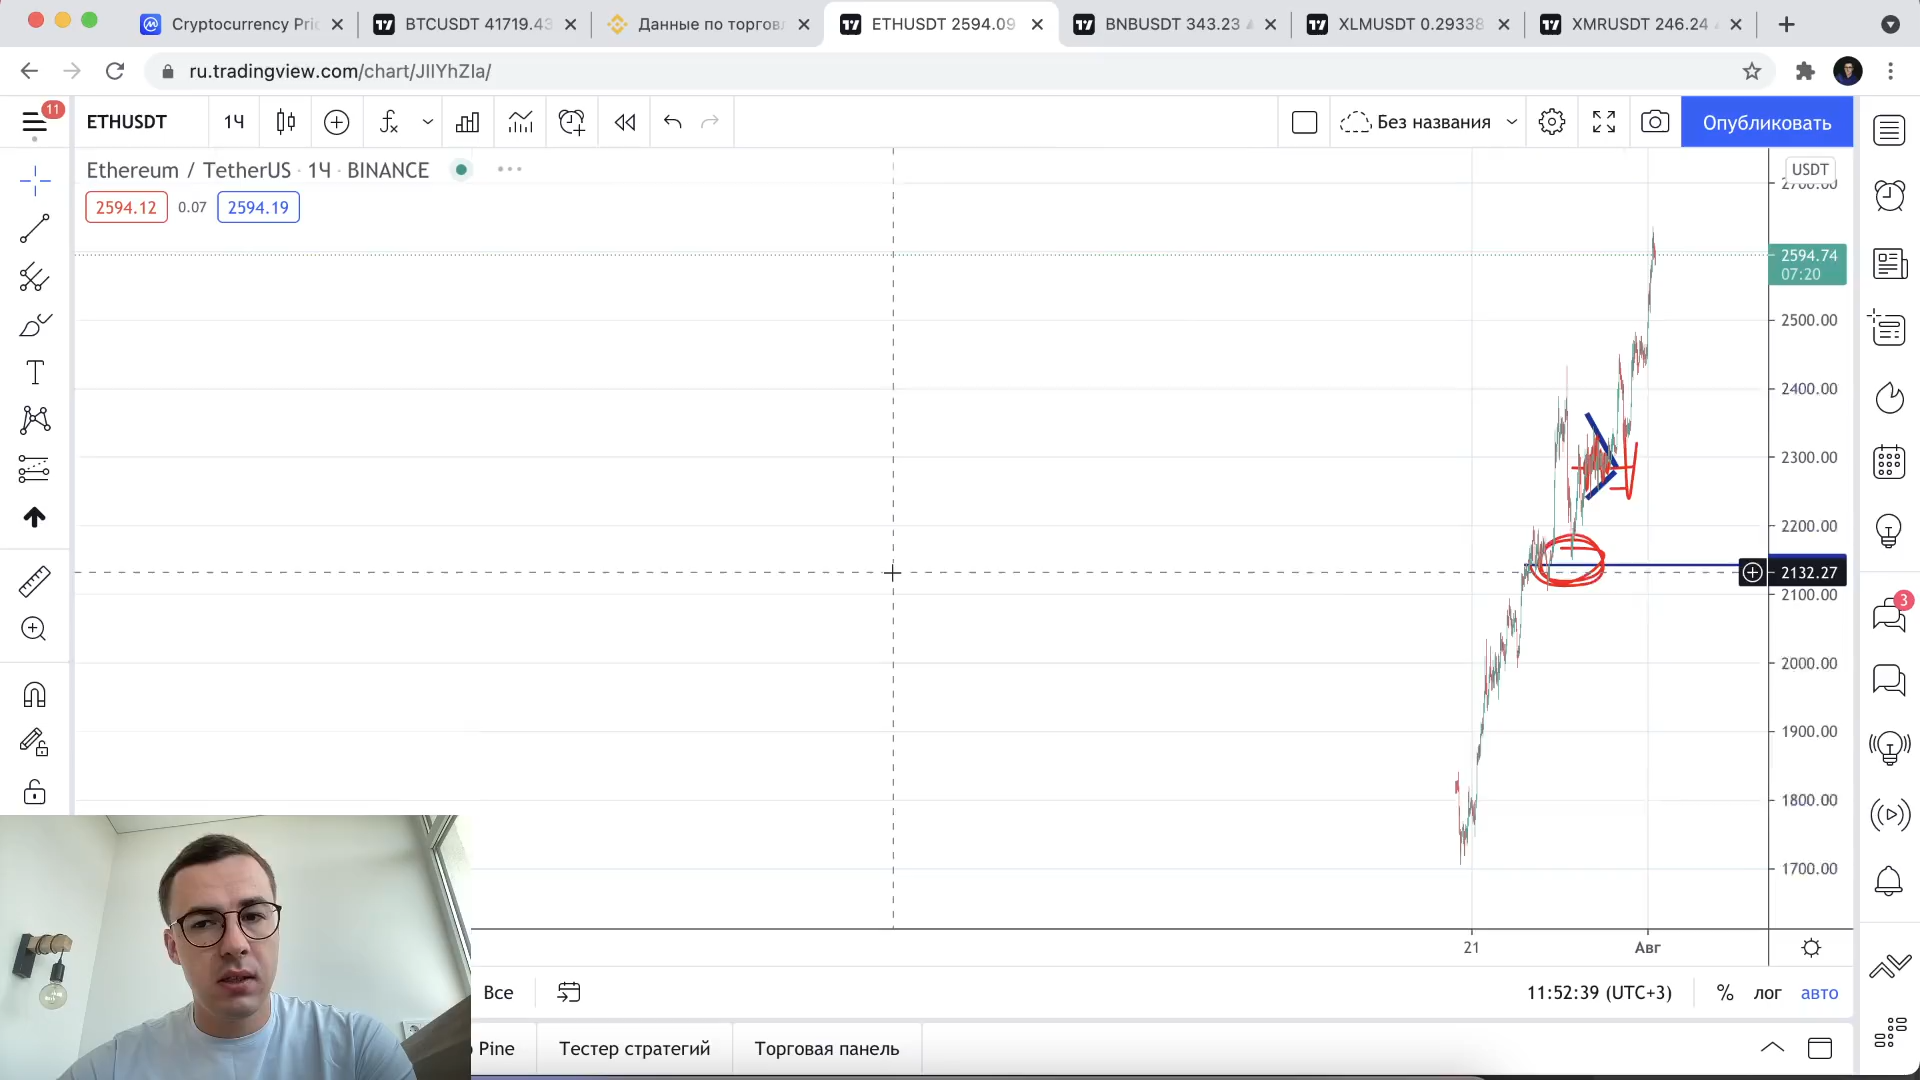 Cryptocurrency Pri
BTCUSDT 41719.43
Данные по торговл
ETHUSDT 2594.09
BNBUSDT 343.23
XLMUSDT 0.29338
XMRUSDT 246.24
ru.tradingview.com/chart/JIIYhZIa/
11
ETHUSDT
1Ч
Без названия
Опубликовать
Ethereum / TetherUS · 1Ч · BINANCE
USDT
2594.12
0.07
2594.19
2700.00
2594.74
07:20
2500.00
2400.00
2300.00
2200.00
2132.27
2100.00
3
2000.00
1900.00
1800.00
1700.00
21
Авг
Все
11:52:39 (UTC+3)
%
лог
авто
Pine
Тестер стратегий
Торговая панель